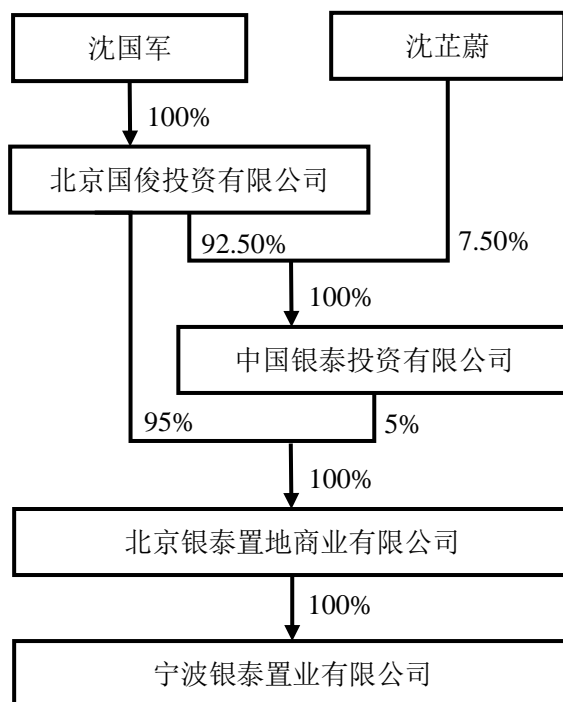 沈国军
沈芷蔚
100%
北京国俊投资有限公司
92.50%
7.50%
100%
中国银泰投资有限公司
95%
5%
100%
北京银泰置地商业有限公司
100%
宁波银泰置业有限公司